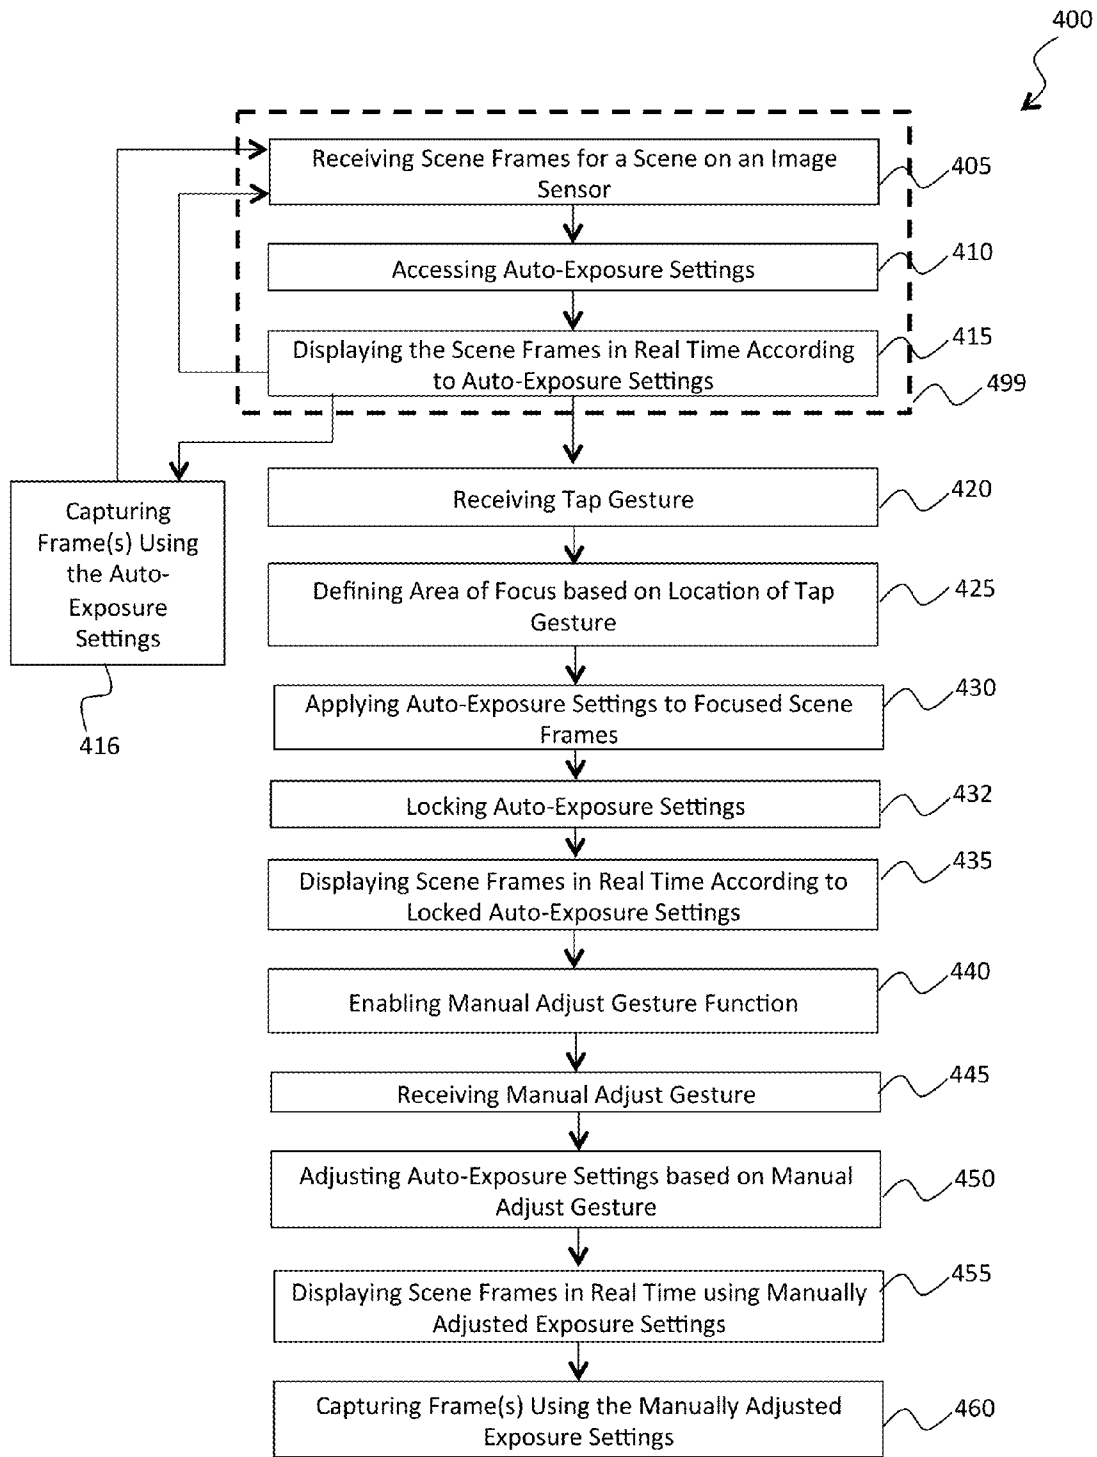 400
Receiving Scene Frames for a Scene on an Image
Sensor
405
Accessing Auto-Exposure Settings
410
Displaying the Scene Frames in Real Time According
to Auto-Exposure Settings
415
499
Capturing
Frame(s) Using
the Auto-
Exposure
Settings
416
Receiving Tap Gesture
420
Defining Area of Focus based on Location of Tap
Gesture
425
Applying Auto-Exposure Settings to Focused Scene
Frames
430
Locking Auto-Exposure Settings
432
Displaying Scene Frames in Real Time According to
Locked Auto-Exposure Settings
435
Enabling Manual Adjust Gesture Function
440
Receiving Manual Adjust Gesture
445
Adjusting Auto-Exposure Settings based on Manual
Adjust Gesture
450
Displaying Scene Frames in Real Time using Manually
Adjusted Exposure Settings
455
Capturing Frame(s) Using the Manually Adjusted
Exposure Settings
460